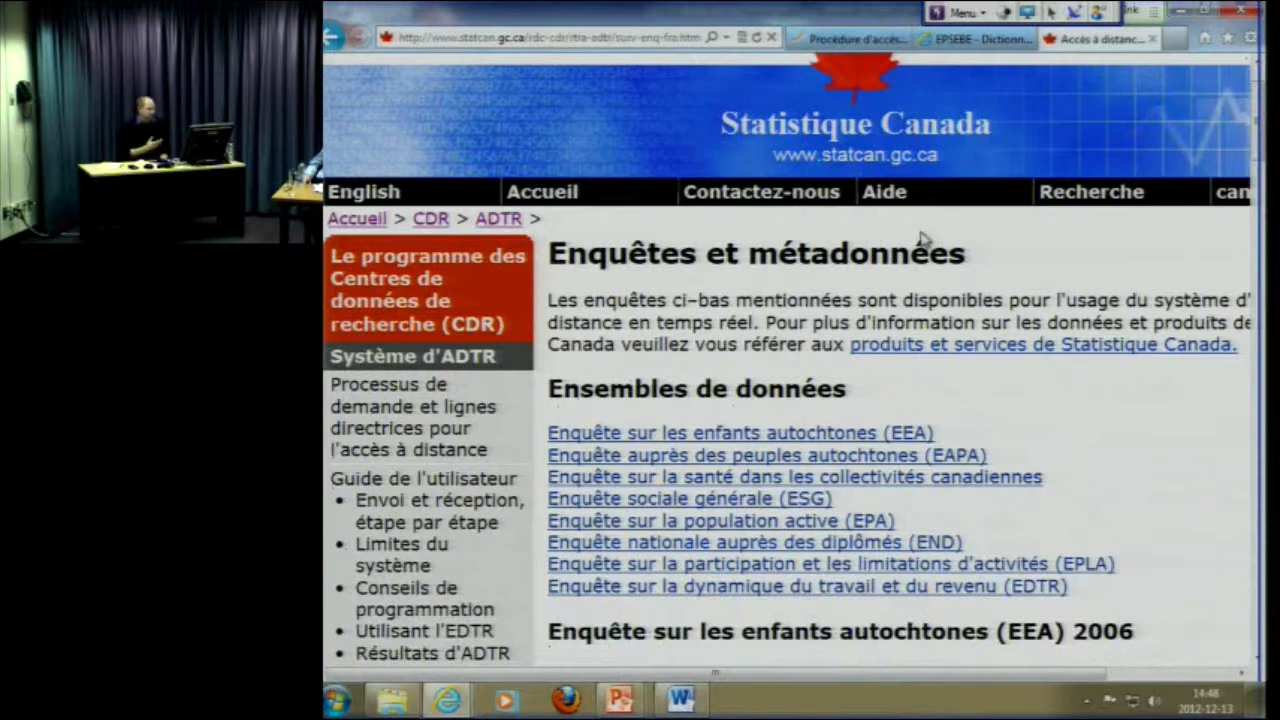 Menu
http://www.statcan.gc.ca/rdc-cdr/rtra-adtr/surv-enq-fra.htm
Procédure d'accès...
EPSEBE - Dictionn...
Accès à distanc...
Statistique Canada
www.statcan.gc.ca
English Accueil Contactez-nous Aide Recherche can
Accueil > CDR > ADTR >
Le programme des
Centres de
données de
recherche (CDR)
Système d'ADTR
Processus de
demande et lignes
directrices pour
l'accès à distance
Guide de l'utilisateur
• Envoi et réception,
étape par étape
• Limites du
système
• Conseils de
programmation
• Utilisant l'EDTR
• Résultats d'ADTR
Enquêtes et métadonnées
Les enquêtes ci-bas mentionnées sont disponibles pour l'usage du système d'
distance en temps réel. Pour plus d'information sur les données et produits de
Canada veuillez vous référer aux produits et services de Statistique Canada.
Ensembles de données
Enquête sur les enfants autochtones (EEA)
Enquête auprès des peuples autochtones (EAPA)
Enquête sur la santé dans les collectivités canadiennes
Enquête sociale générale (ESG)
Enquête sur la population active (EPA)
Enquête nationale auprès des diplômés (END)
Enquête sur la participation et les limitations d'activités (EPLA)
Enquête sur la dynamique du travail et du revenu (EDTR)
Enquête sur les enfants autochtones (EEA) 2006
14:48
2012-12-13